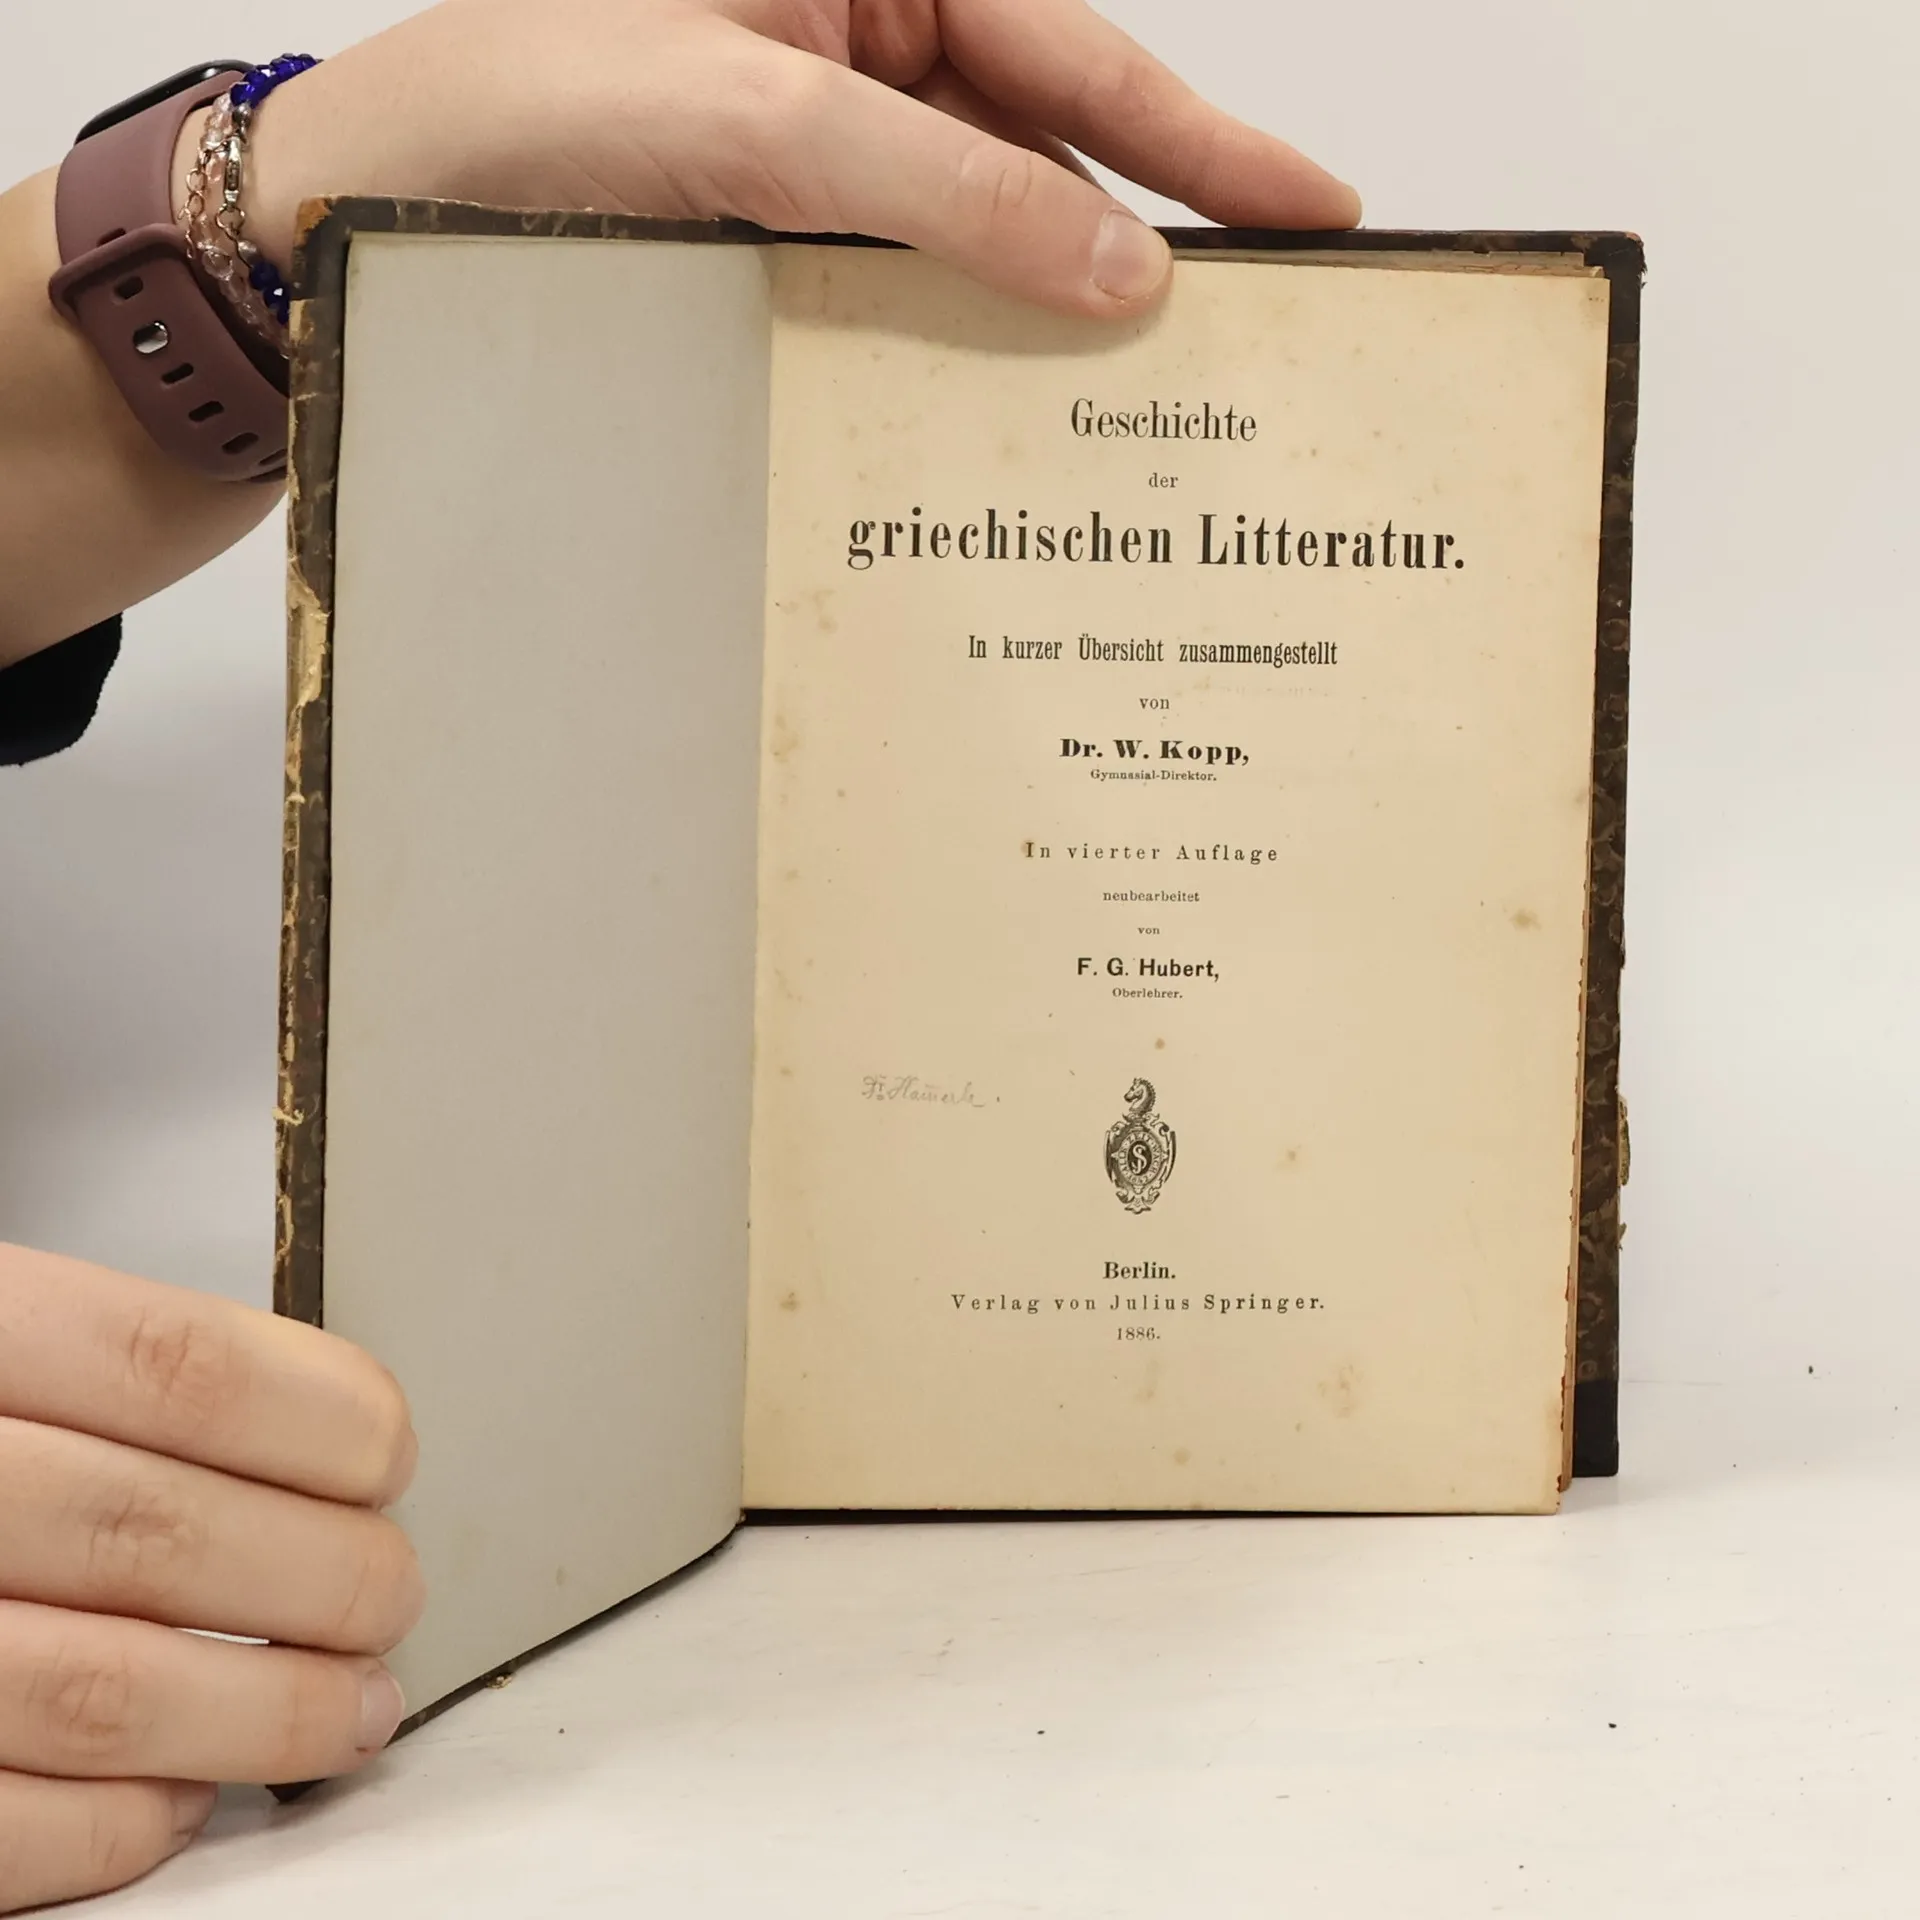 Geschichte
der
griechischen Litteratur.
In kurzer Übersicht zusammengestellt
von
Dr. W. Kopp,
Gymnasial-Direktor.
In vierter Auflage
neubearbeitet
von
F. G. Hubert,
Oberlehrer.
Berlin.
Verlag von Julius Springer.
1886.